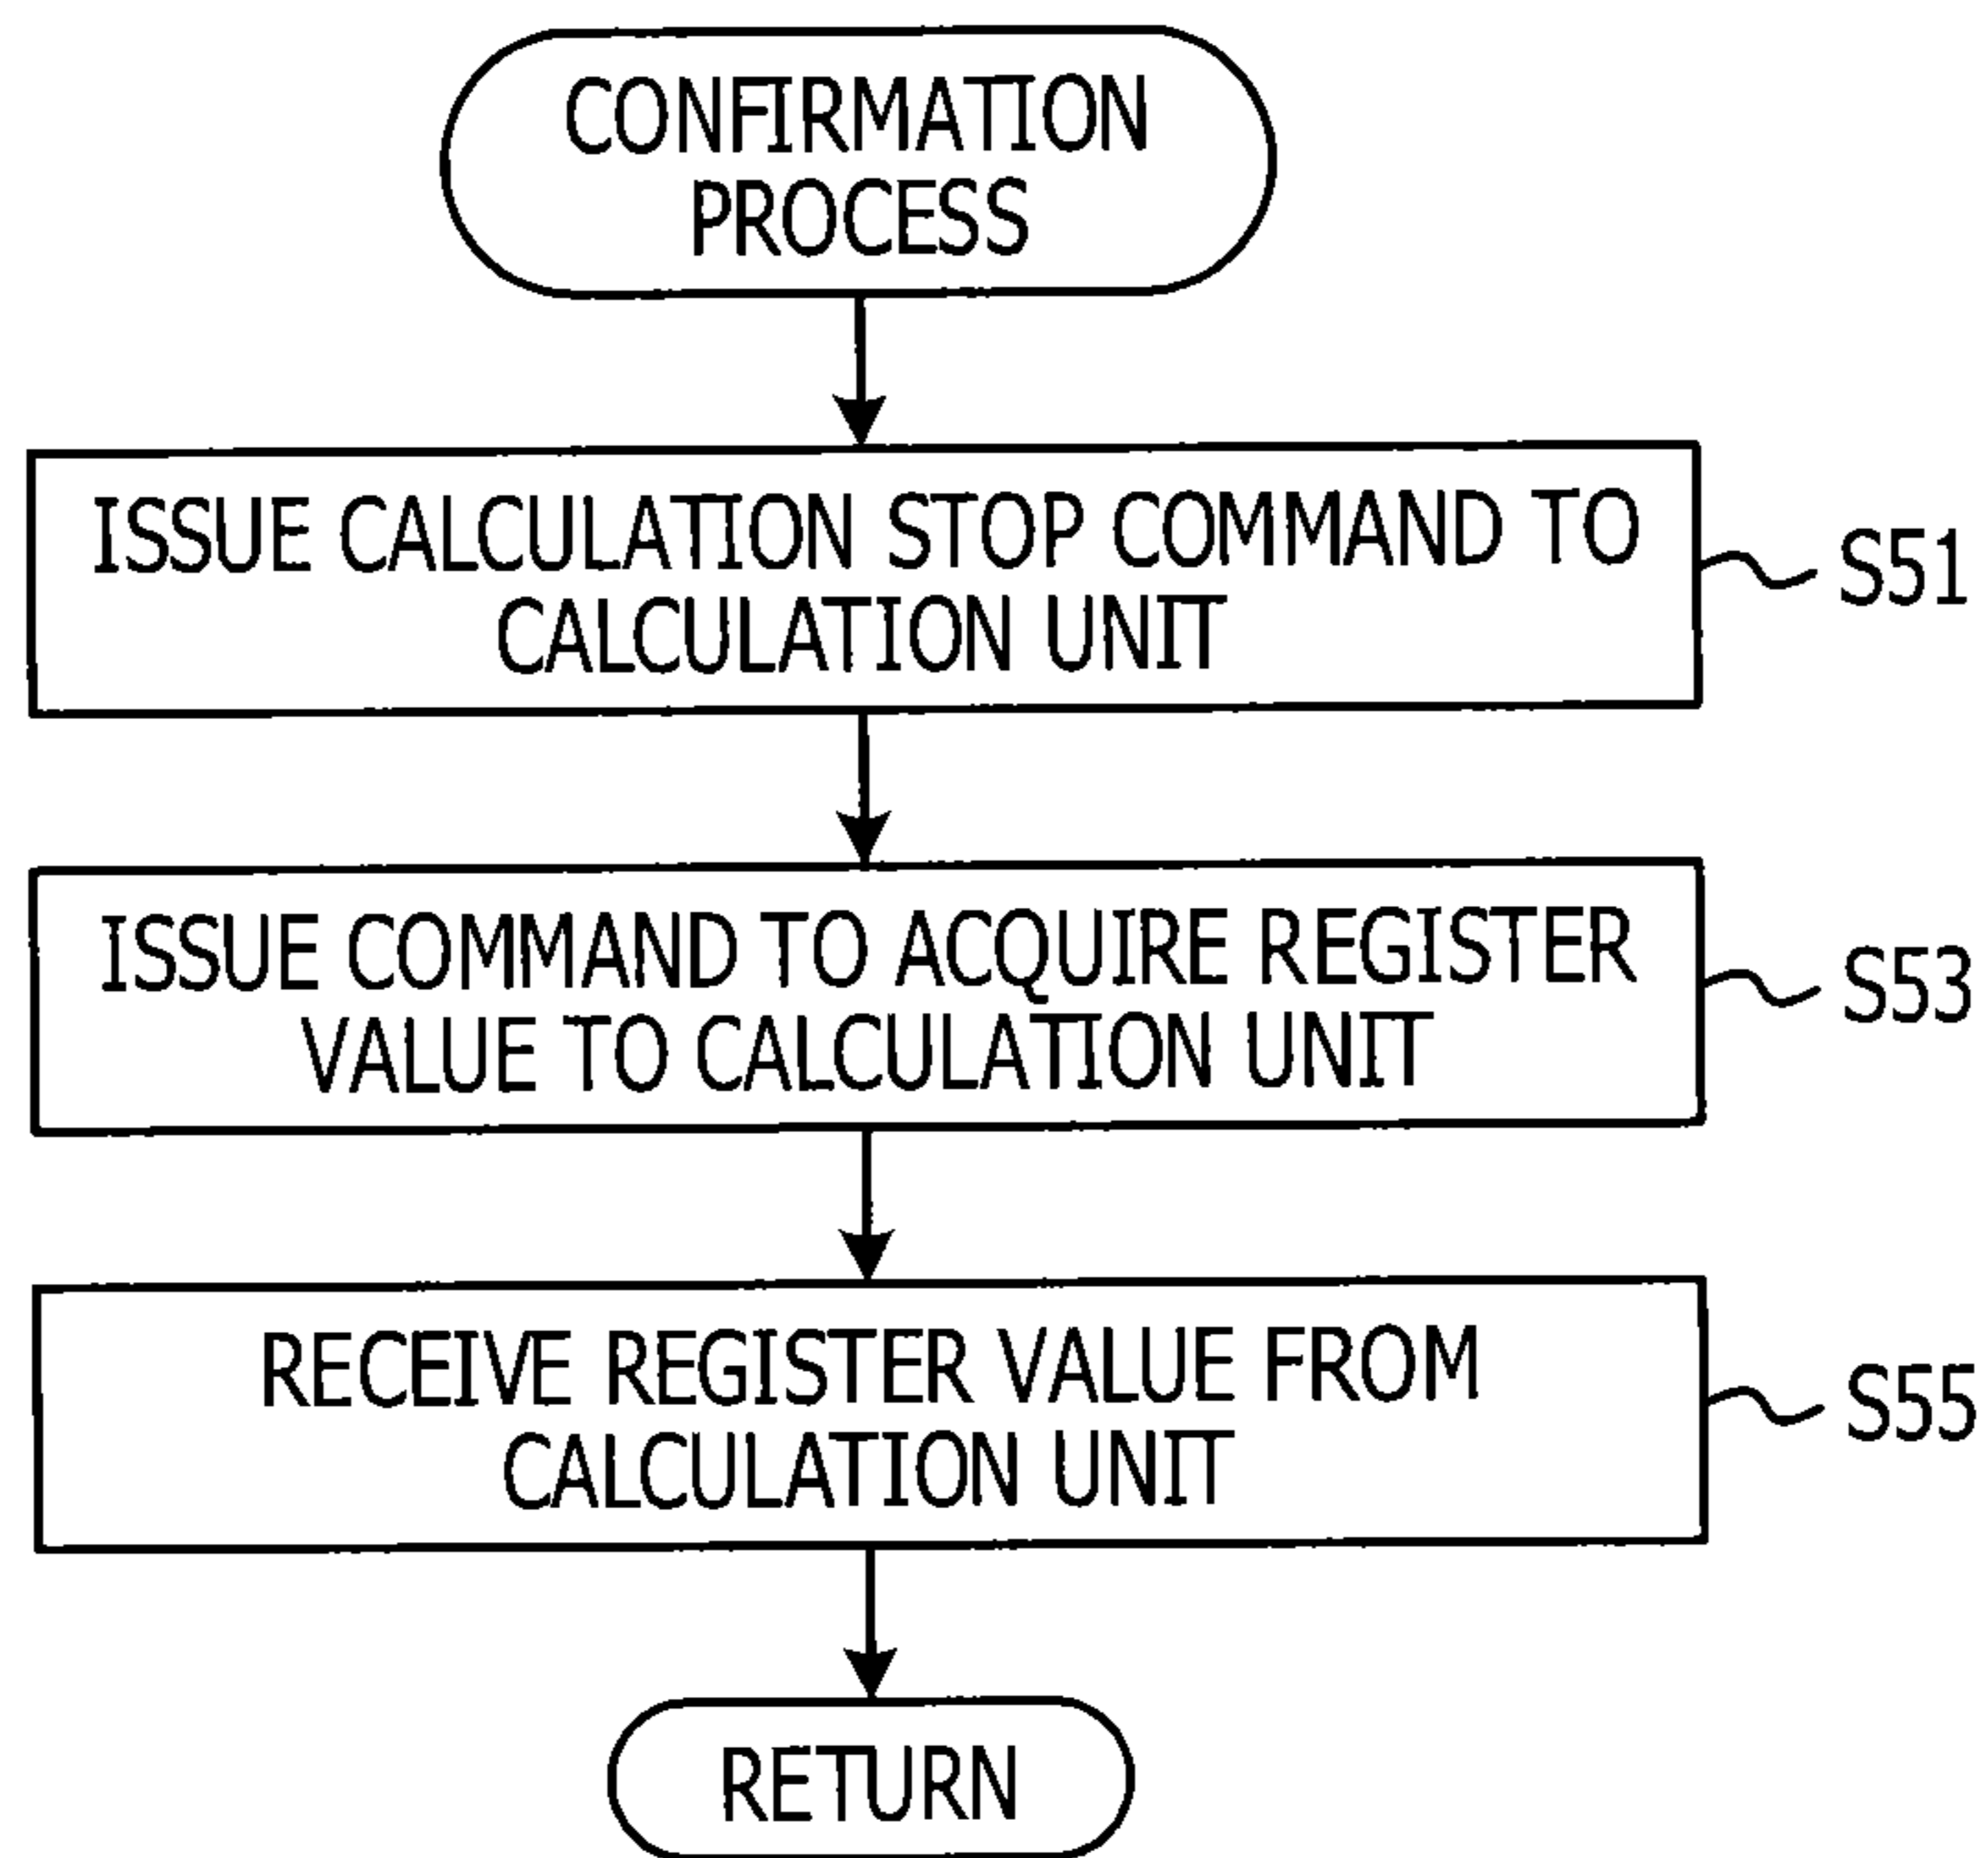 CONFIRMATION
PROCESS
ISSUE CALCULATION STOP COMMAND TO
CALCULATION UNIT
S51
ISSUE COMMAND TO ACQUIRE REGISTER
VALUE TO CALCULATION UNIT
S53
RECEIVE REGISTER VALUE FROM
CALCULATION UNIT
S55
RETURN